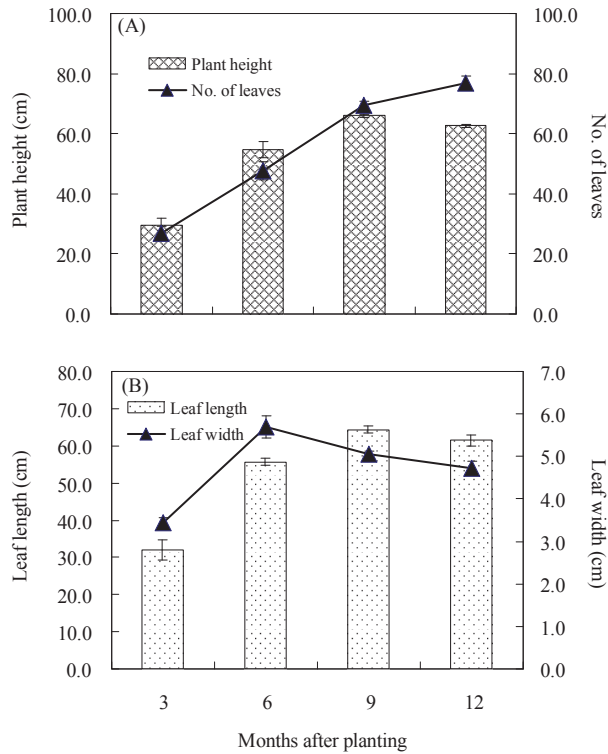 (A)
Plant height
No. of leaves
100.0
80.0
60.0
40.0
20.0
0.0
Plant height (cm)
100.0
80.0
60.0
40.0
20.0
0.0
No. of leaves
(B)
Leaf length
Leaf width
80.0
70.0
60.0
50.0
40.0
30.0
20.0
10.0
0.0
Leaf length (cm)
7.0
6.0
5.0
4.0
3.0
2.0
1.0
0.0
Leaf width (cm)
3 6 9 12
Months after planting